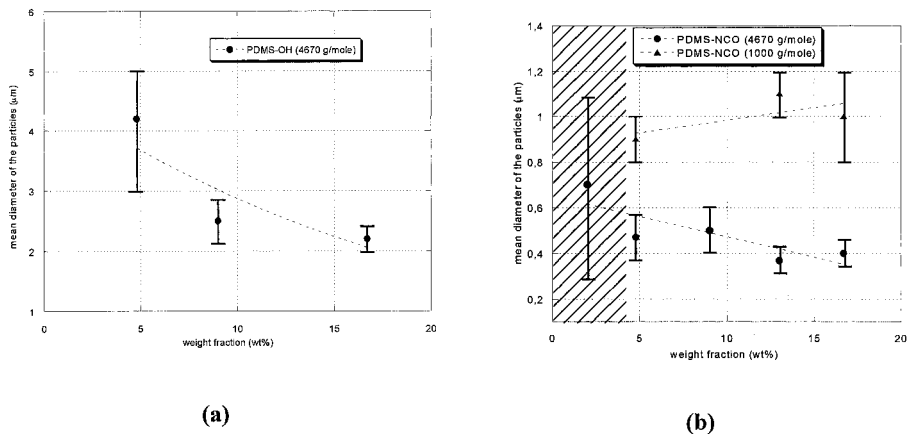 6
5
4
3
2
1
mean diameter of the particies (µm)
PDMS-OH (4670 g/mole)
0
5
10
15
20
weight fraction (wt%)
(a)
1,4
1,2
1
0,8
0,6
0,4
0,2
mean diameter of the particles (µm)
PDMS-NCO (4670 g/mole)
PDMS-NCO (1000 g/mole)
0
5
10
15
20
weight fraction (wt%)
(b)